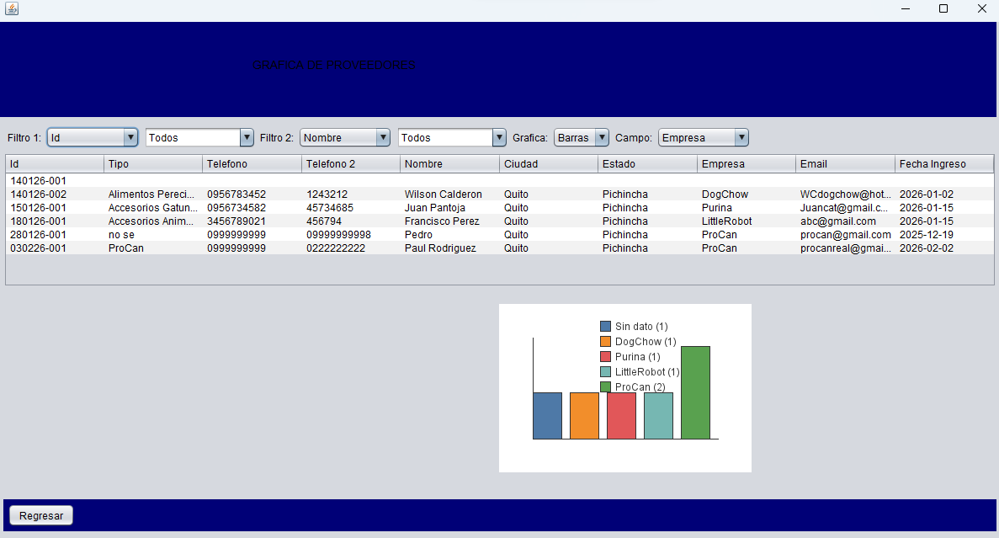 GRAFICA DE PROVEEDORES
Filtro 1: Id Todos Filtro 2: Nombre Todos Grafica: Barras Campo: Empresa
Id Tipo Telefono Telefono 2 Nombre Ciudad Estado Empresa Email Fecha Ingreso
140126-001
140126-002 Alimentos Pereci... 0956783452 1243212 Wilson Calderon Quito Pichincha DogChow WCdogchow@hot... 2026-01-02
150126-001 Accesorios Gatun... 0956734582 45734685 Juan Pantoja Quito Pichincha Purina Juancat@gmail.c... 2026-01-15
180126-001 Accesorios Anim... 3456789021 456794 Francisco Perez Quito Pichincha LittleRobot abc@gmail.com 2026-01-15
280126-001 no se 0999999999 09999999998 Pedro Quito Pichincha ProCan procan@gmail.com 2025-12-19
030226-001 ProCan 0999999999 0222222222 Paul Rodriguez Quito Pichincha ProCan procanreal@gmai... 2026-02-02
Sin dato (1)
DogChow (1)
Purina (1)
LittleRobot (1)
ProCan (2)
Regresar